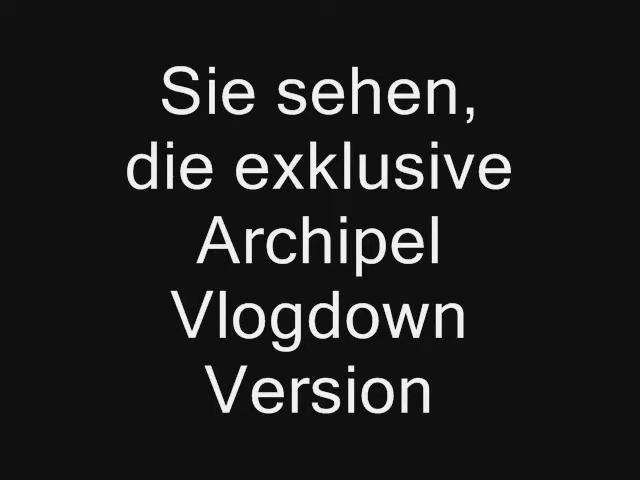 Sie sehen,
die exklusive
Archipel
Vlogdown
Version